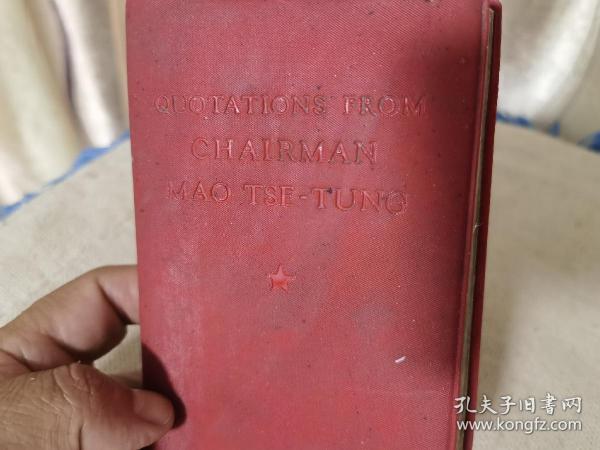 QUOTATIONS FROM
CHAIRMAN
MAO TSE-TUNG
孔夫子旧书网
www.kongfz.com